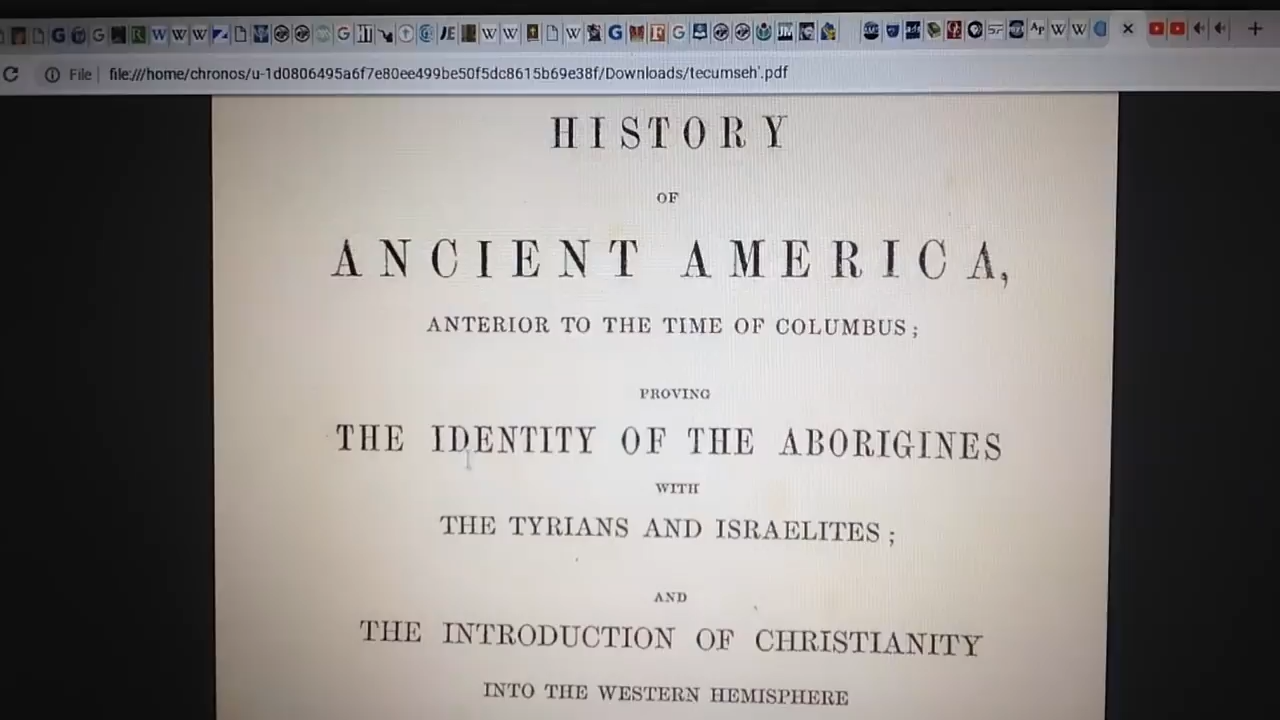 File file:///home/chronos/u-1d0806495a6f7e80ee499be50f5dc8615b69e38f/Downloads/tecumseh'.pdf
HISTORY
OF
ANCIENT AMERICA,
ANTERIOR TO THE TIME OF COLUMBUS;
PROVING
THE IDENTITY OF THE ABORIGINES
WITH
THE TYRIANS AND ISRAELITES;
AND
THE INTRODUCTION OF CHRISTIANITY
INTO THE WESTERN HEMISPHERE